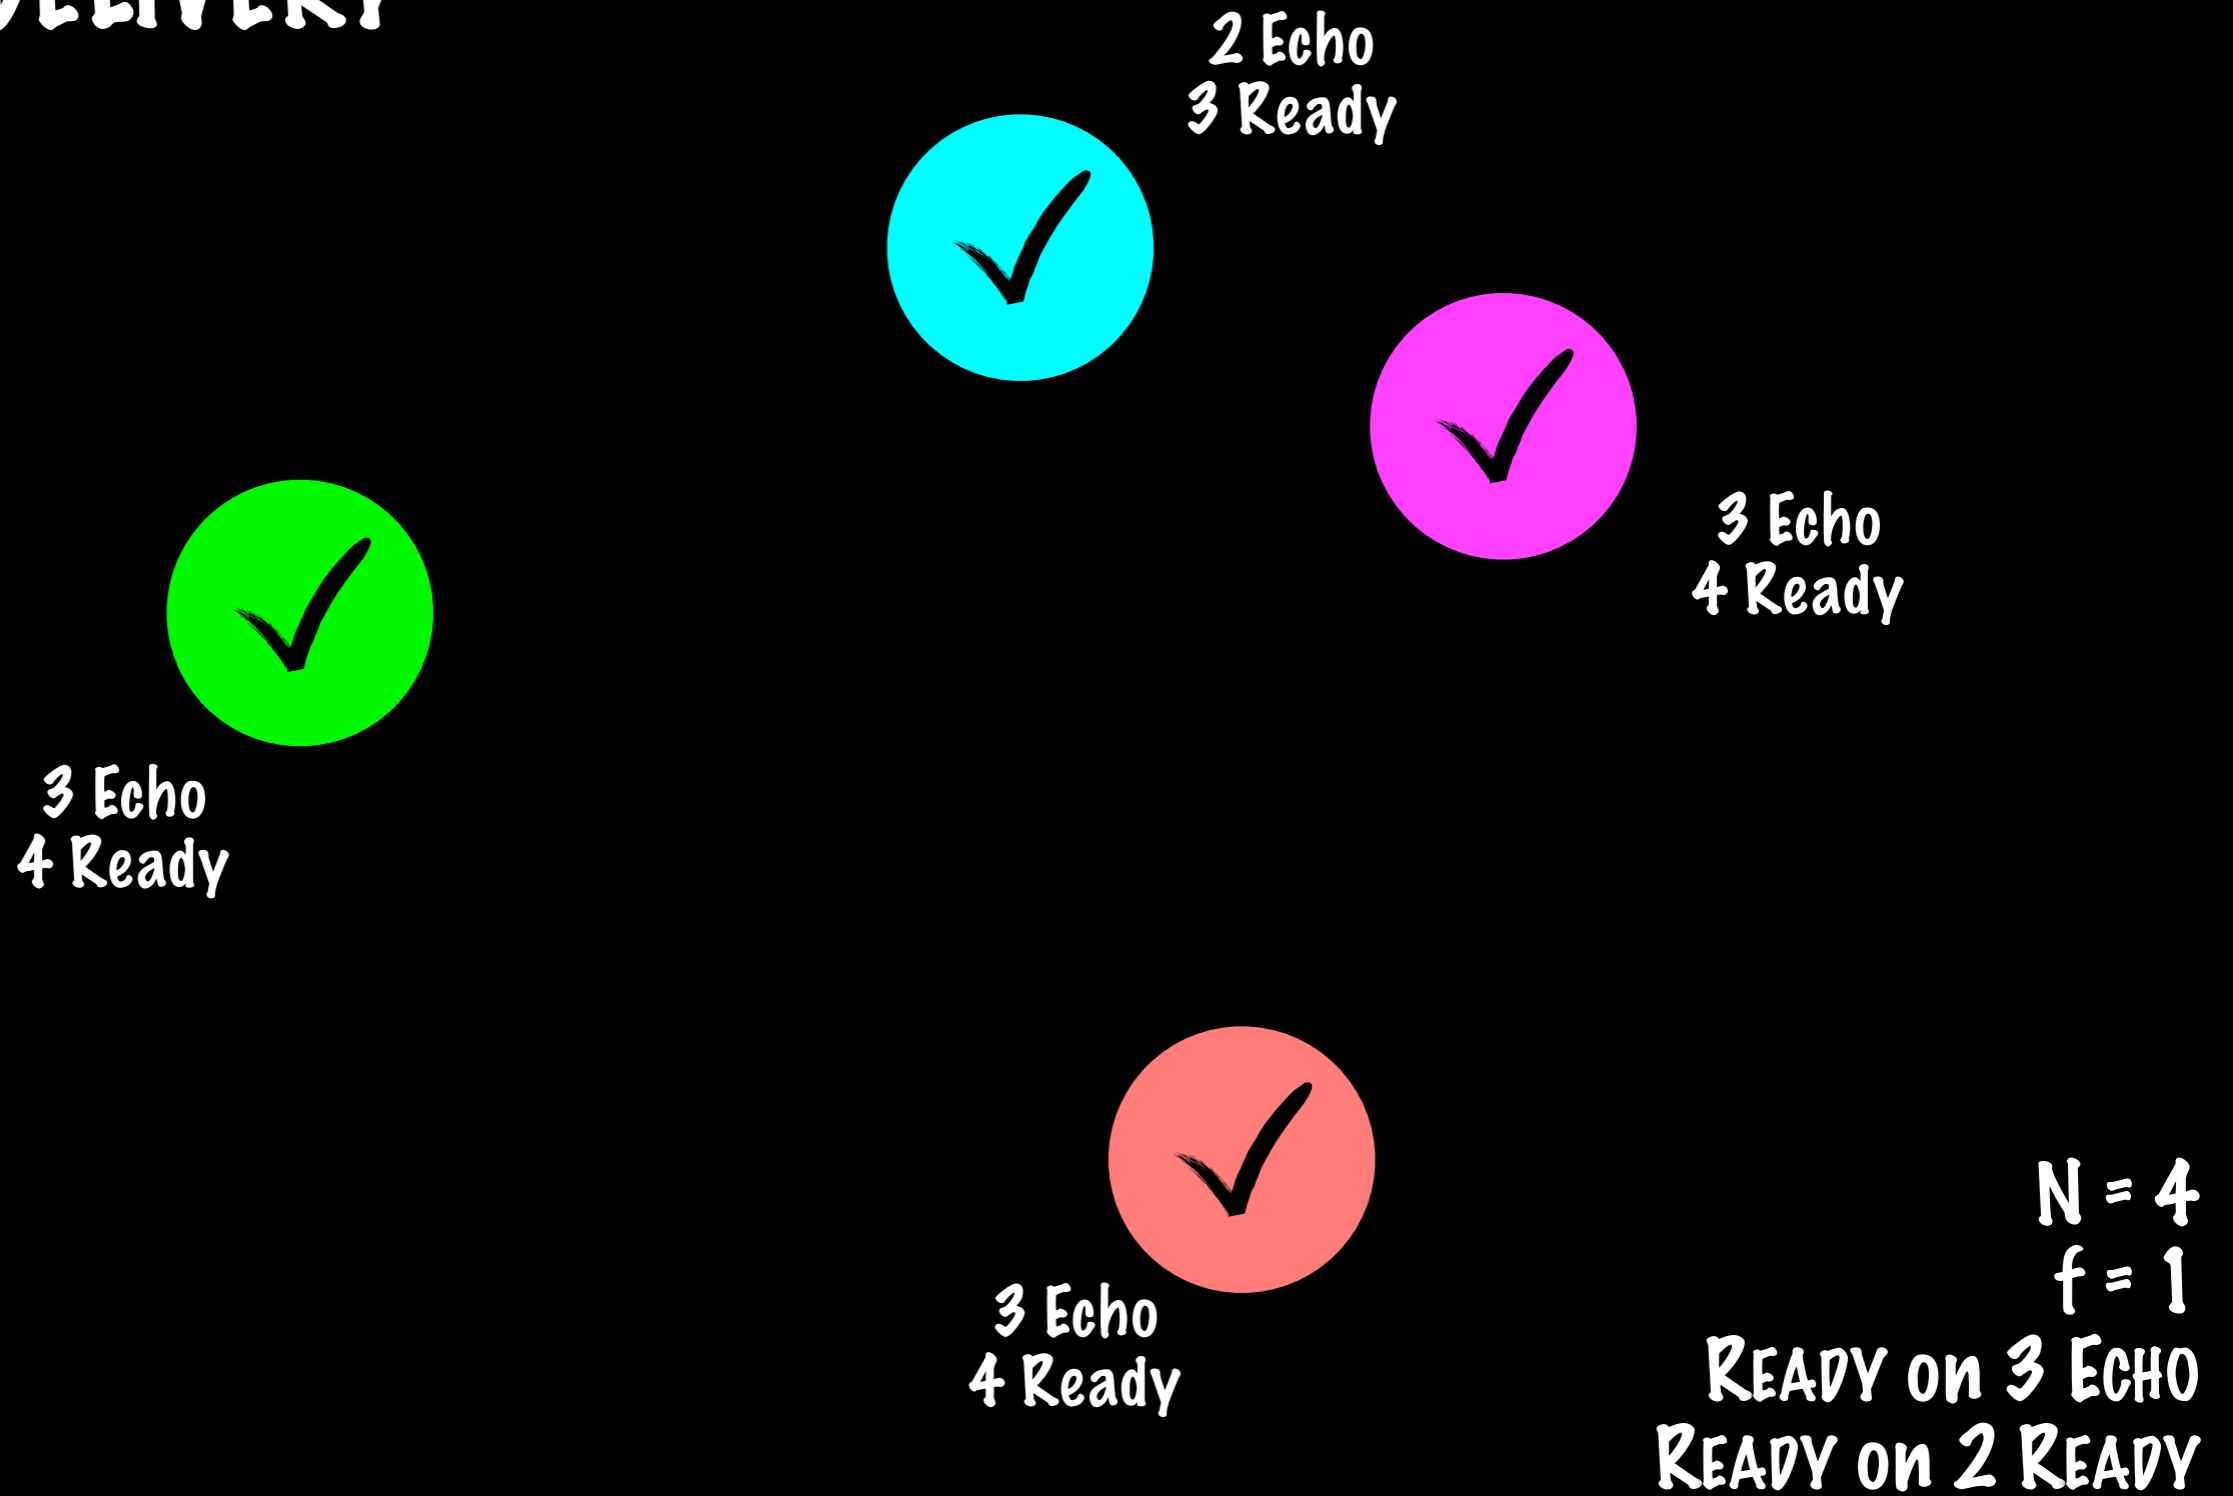 DELIVERY
2 Echo
3 Ready
3 Echo
4 Ready
3 Echo
4 Ready
3 Echo
4 Ready
N = 4
f = 1
READY on 3 ECHO
READY on 2 READY